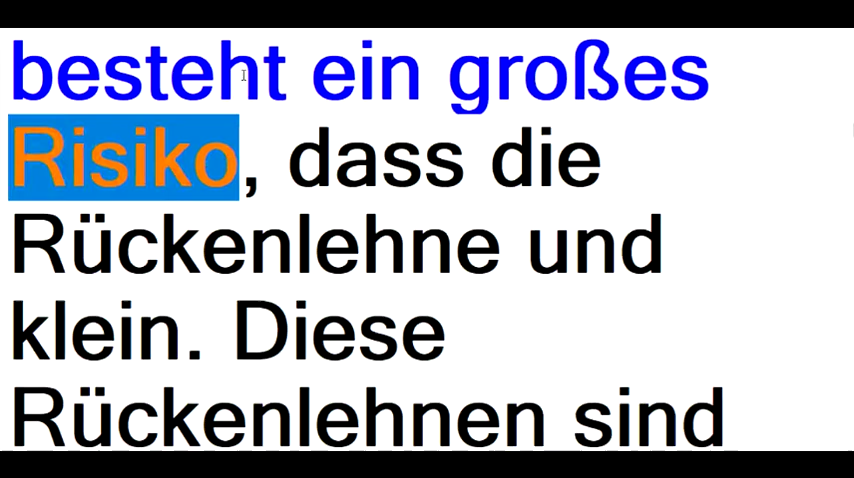 besteht ein großes
Risiko, dass die
Rückenlehne und
klein. Diese
Rückenlehnen sind